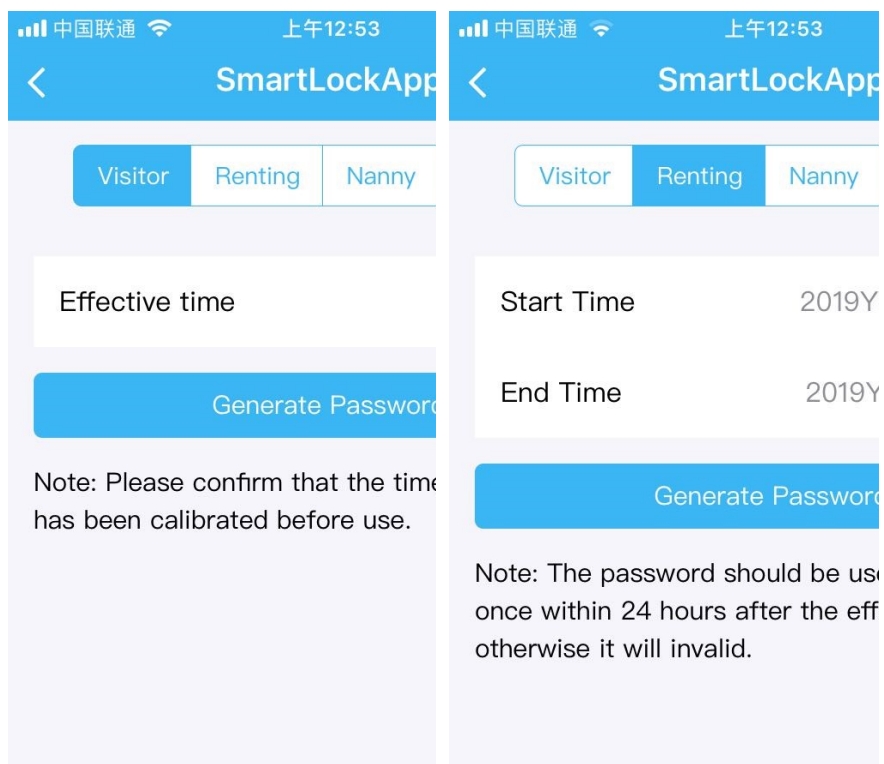 中国联通 上午12:53
SmartLockApp
Visitor Renting Nanny
Effective time
Generate Password
Note: Please confirm that the time
has been calibrated before use.
中国联通 上午12:53
SmartLockApp
Visitor Renting Nanny
Start Time 2019Y
End Time 2019Y
Generate Password
Note: The password should be use
once within 24 hours after the eff
otherwise it will invalid.